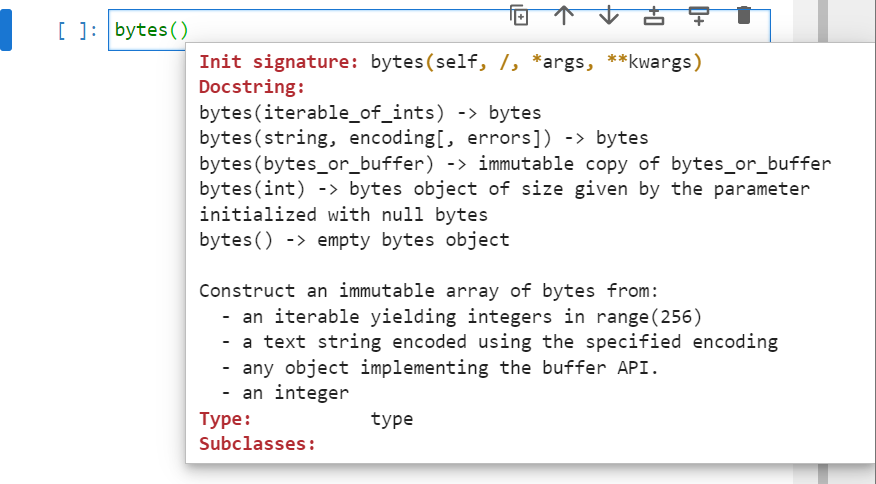 [ ]: bytes()
Init signature: bytes(self, /, *args, **kwargs)
Docstring:
bytes(iterable_of_ints) -> bytes
bytes(string, encoding[, errors]) -> bytes
bytes(bytes_or_buffer) -> immutable copy of bytes_or_buffer
bytes(int) -> bytes object of size given by the parameter
initialized with null bytes
bytes() -> empty bytes object
Construct an immutable array of bytes from:
  - an iterable yielding integers in range(256)
  - a text string encoded using the specified encoding
  - any object implementing the buffer API.
  - an integer
Type:           type
Subclasses: